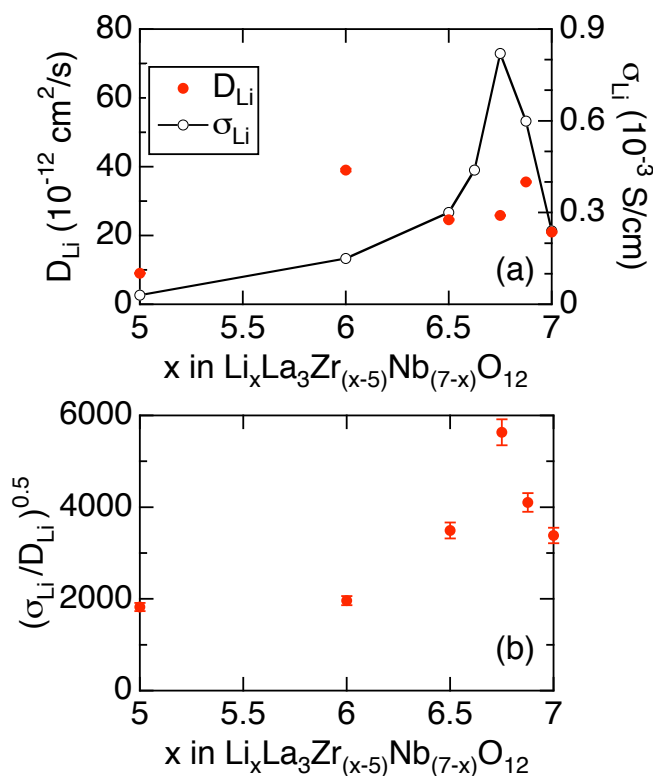 80
60
40
20
0
D_Li (10^-12 cm^2/s)
D_Li
σ_Li
0.9
0.6
0.3
0
σ_Li (10^-3 S/cm)
(a)
5 5.5 6 6.5 7
x in Li_xLa_3Zr_(x-5)Nb_(7-x)O_12
6000
4000
2000
0
(σ_Li/D_Li)^0.5
(b)
5 5.5 6 6.5 7
x in Li_xLa_3Zr_(x-5)Nb_(7-x)O_12